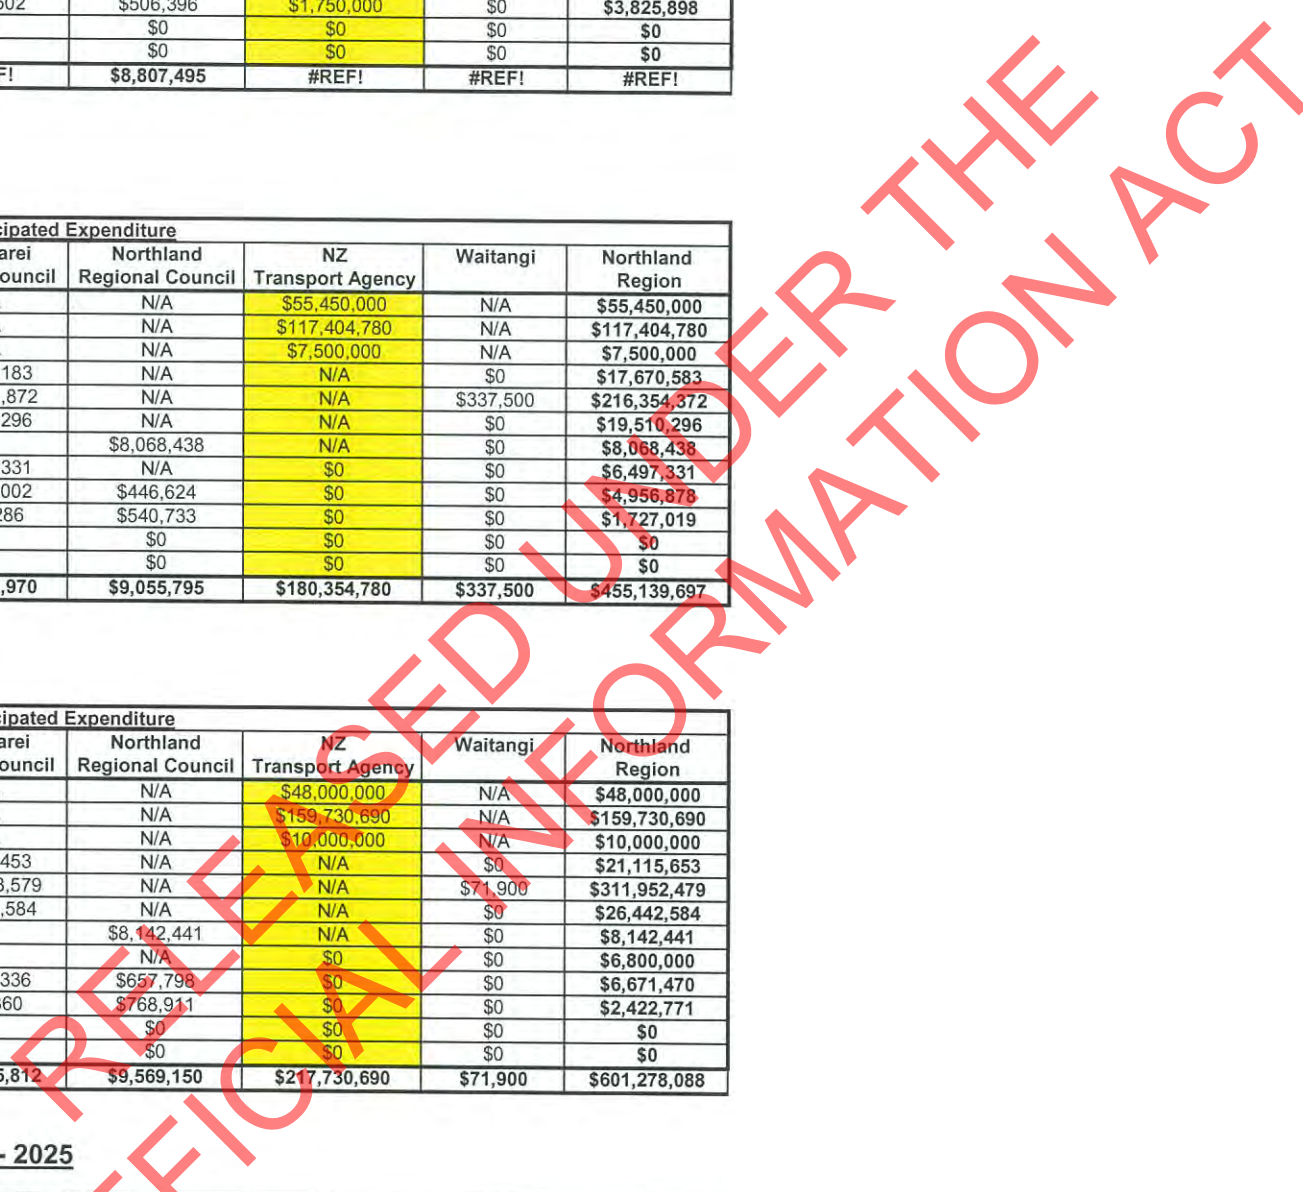 602 $506,396 $1,750,000 $0 $3,825,898
$0 $0 $0 $0
$0 $0 $0 $0
F! $8,807,495 #REF! #REF! #REF!
cipated Expenditure
arei Northland NZ Waitangi Northland
ouncil Regional Council Transport Agency Region
N/A $55,450,000 N/A $55,450,000
N/A $117,404,780 N/A $117,404,780
N/A $7,500,000 N/A $7,500,000
183 N/A N/A $0 $17,670,583
,872 N/A N/A $337,500 $216,354,372
296 N/A N/A $0 $19,510,296
$8,068,438 N/A $0 $8,068,438
331 N/A $0 $0 $6,497,331
002 $446,624 $0 $0 $4,956,878
286 $540,733 $0 $0 $1,727,019
$0 $0 $0 $0
$0 $0 $0 $0
,970 $9,055,795 $180,354,780 $337,500 $455,139,697
cipated Expenditure
arei Northland NZ Waitangi Northland
ouncil Regional Council Transport Agency Region
N/A $48,000,000 N/A $48,000,000
N/A $159,730,690 N/A $159,730,690
N/A $10,000,000 N/A $10,000,000
453 N/A N/A $0 $21,115,653
3,579 N/A N/A $71,900 $311,952,479
,584 N/A N/A $0 $26,442,584
$8,142,441 N/A $0 $8,142,441
N/A $0 $0 $6,800,000
336 $657,798 $0 $0 $6,671,470
860 $768,911 $0 $0 $2,422,771
$0 $0 $0 $0
$0 $0 $0 $0
5,812 $9,569,150 $217,730,690 $71,900 $601,278,088
- 2025
RELEASED UNDER THE
FFICIAL INFORMATION ACT